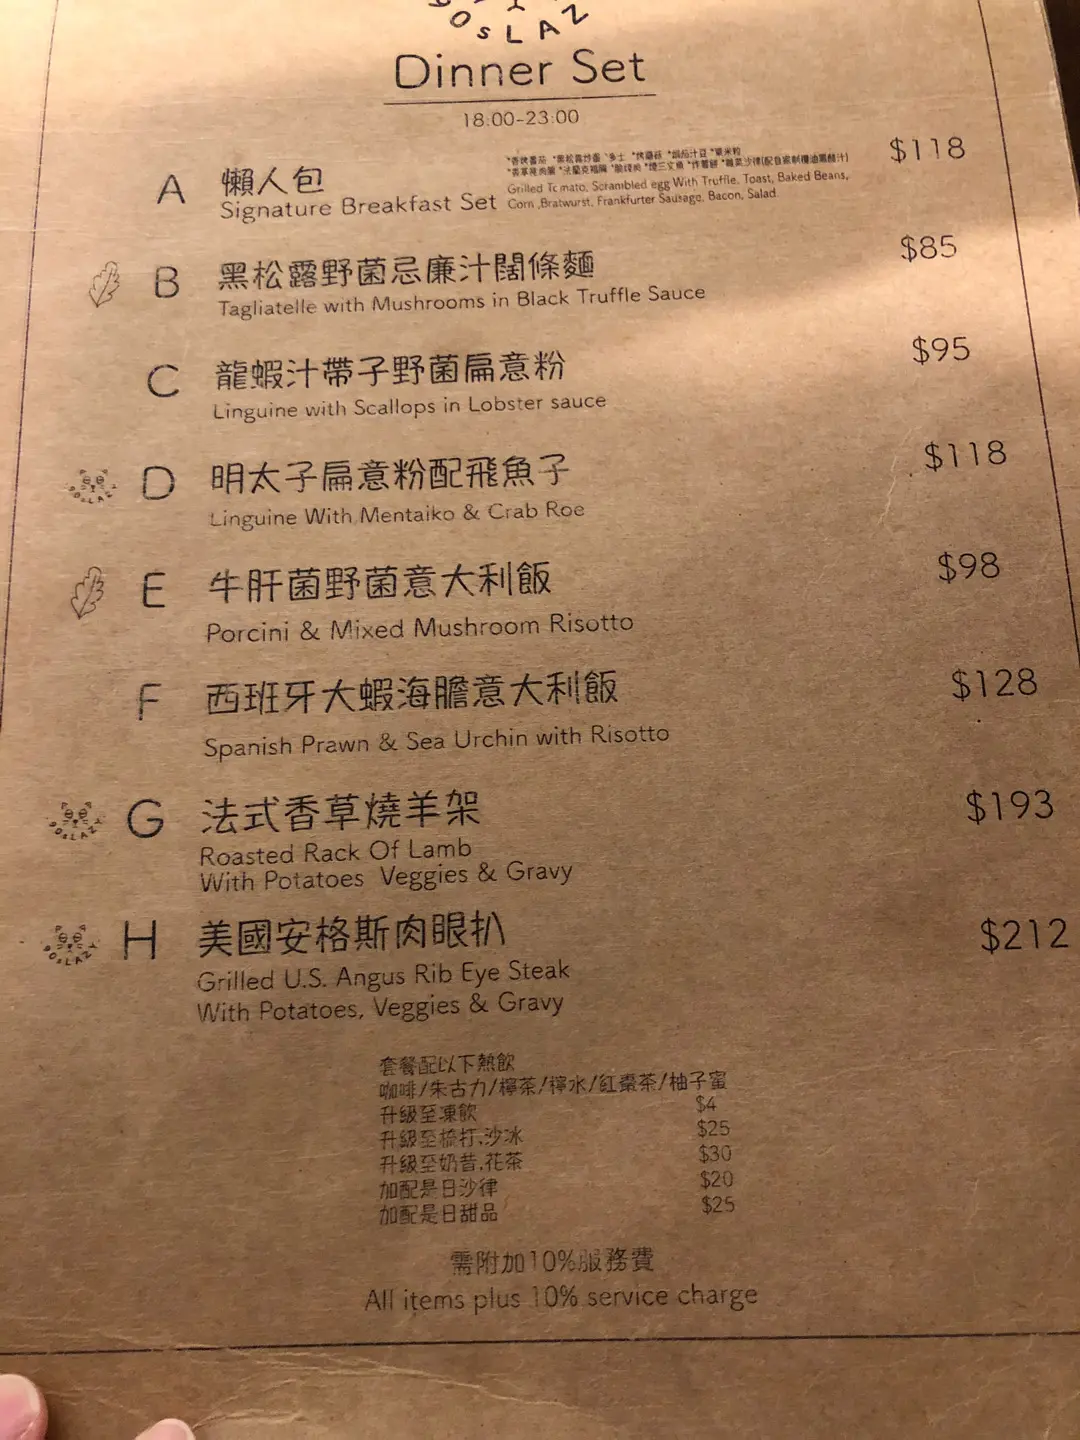 OSLAZ
Dinner Set
18:00-23:00
A 懶人包 $118
Signature Breakfast Set
Grilled Tomato, Scrambled egg With Truffle, Toast, Baked Beans,
Corn ,Bratwurst, Frankfurter Sausage, Bacon, Salad
B 黑松露野菌忌廉汁闊條麵 $85
Tagliatelle with Mushrooms in Black Truffle Sauce
C 龍蝦汁帶子野菌扁意粉 $95
Linguine with Scallops in Lobster sauce
DOSLAZY D 明太子扁意粉配飛魚子 $118
Linguine With Mentaiko & Crab Roe
E 牛肝菌野菌意大利飯 $98
Porcini & Mixed Mushroom Risotto
F 西班牙大蝦海膽意大利飯 $128
Spanish Prawn & Sea Urchin with Risotto
DOSLAZY G 法式香草燒羊架 $193
Roasted Rack Of Lamb
With Potatoes Veggies & Gravy
DOSLAZY H 美國安格斯肉眼扒 $212
Grilled U.S. Angus Rib Eye Steak
With Potatoes, Veggies & Gravy
套餐配以下熱飲
咖啡/朱古力/檸茶/檸水/紅棗茶/柚子蜜
升級至凍飲 $4
升級至梳打,沙冰 $25
升級至奶昔,花茶 $30
加配是日沙律 $20
加配是日甜品 $25
需附加10%服務費
All items plus 10% service charge